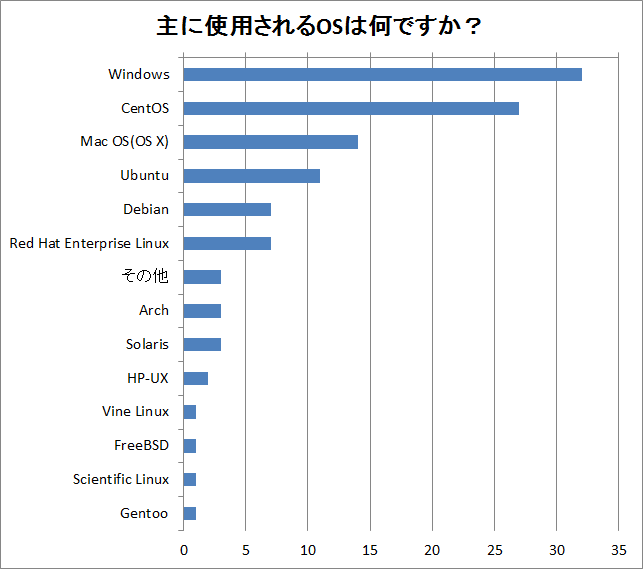 主に使用されるOSは何ですか？
Windows
CentOS
Mac OS(OS X)
Ubuntu
Debian
Red Hat Enterprise Linux
その他
Arch
Solaris
HP-UX
Vine Linux
FreeBSD
Scientific Linux
Gentoo
0 5 10 15 20 25 30 35